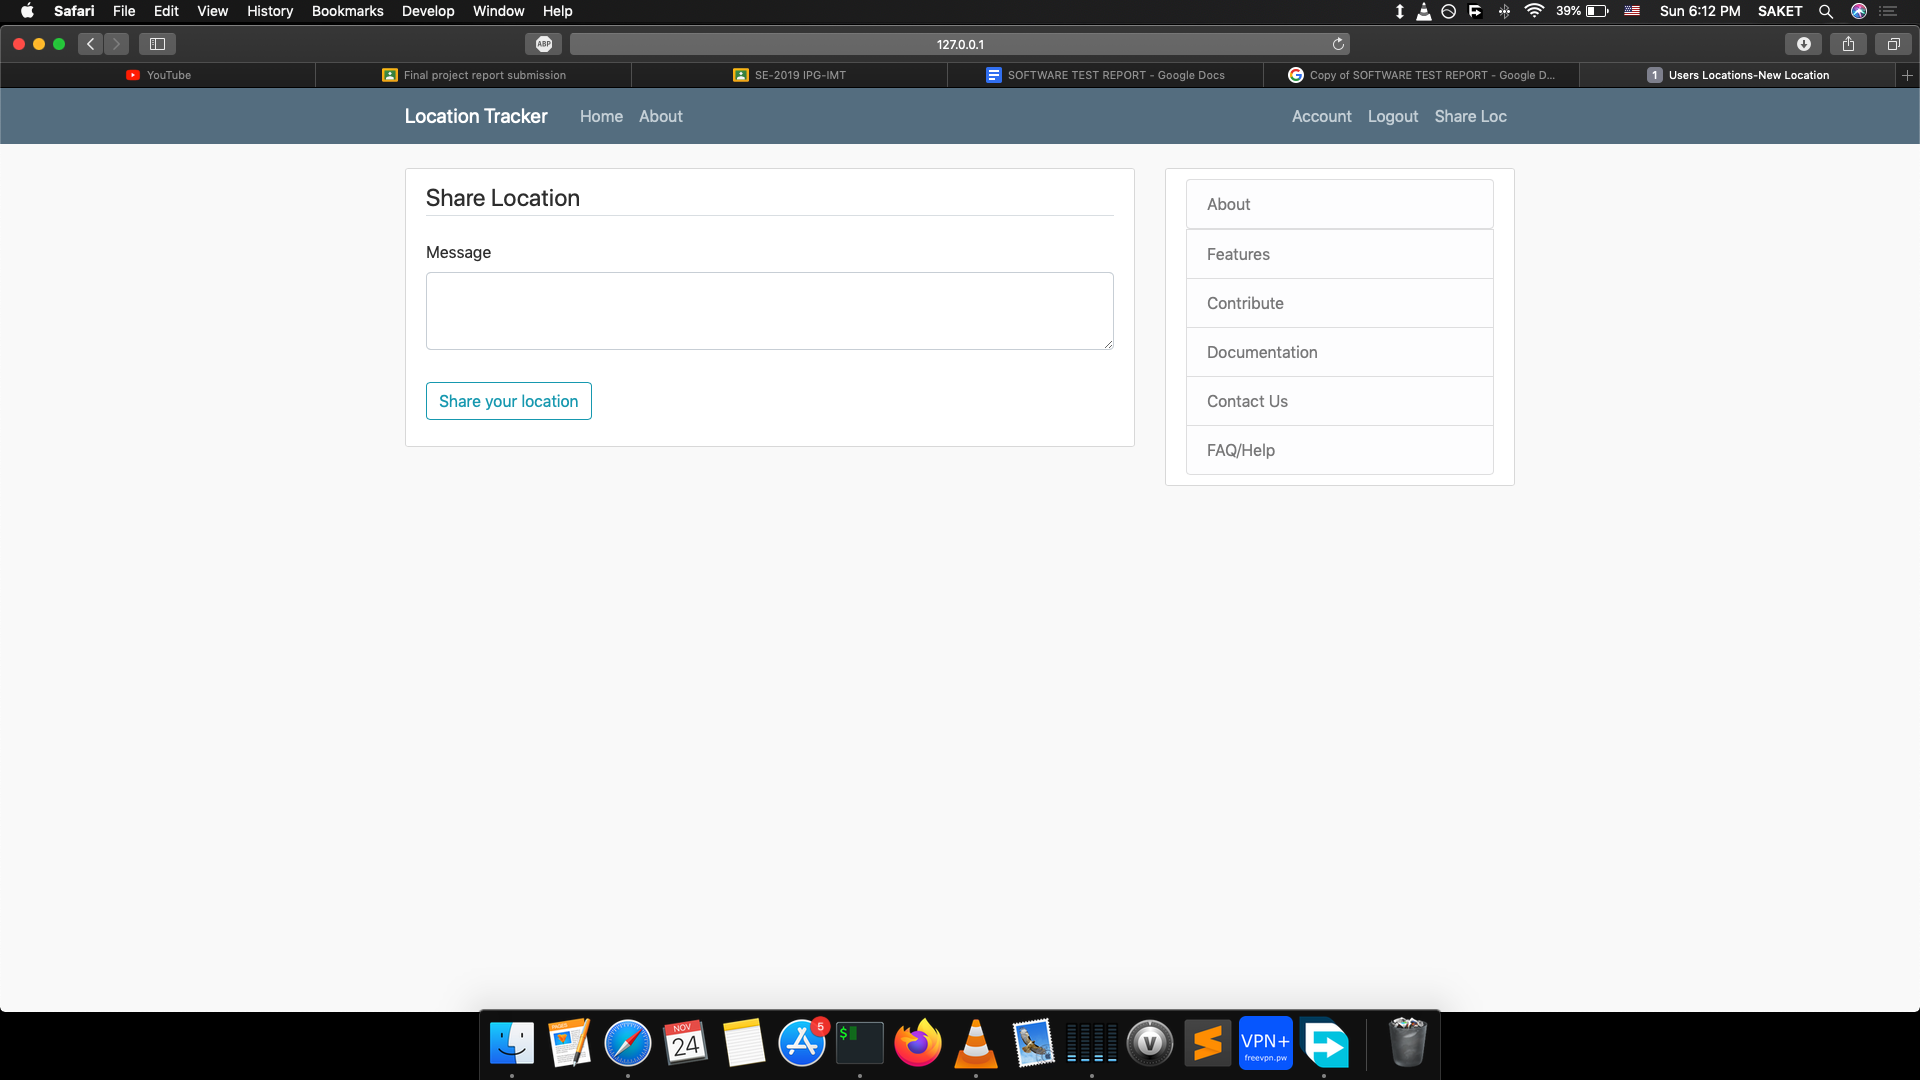 Safari File Edit View History Bookmarks Develop Window Help 39% Sun 6:12 PM SAKET
ABP 127.0.0.1
YouTube Final project report submission SE-2019 IPG-IMT SOFTWARE TEST REPORT - Google Docs Copy of SOFTWARE TEST REPORT - Google D... 1 Users Locations-New Location
Location Tracker Home About Account Logout Share Loc
Share Location
Message
Share your location
About
Features
Contribute
Documentation
Contact Us
FAQ/Help
PAGES
NOV
24
5
$
V
VPN+
freevpn.pw